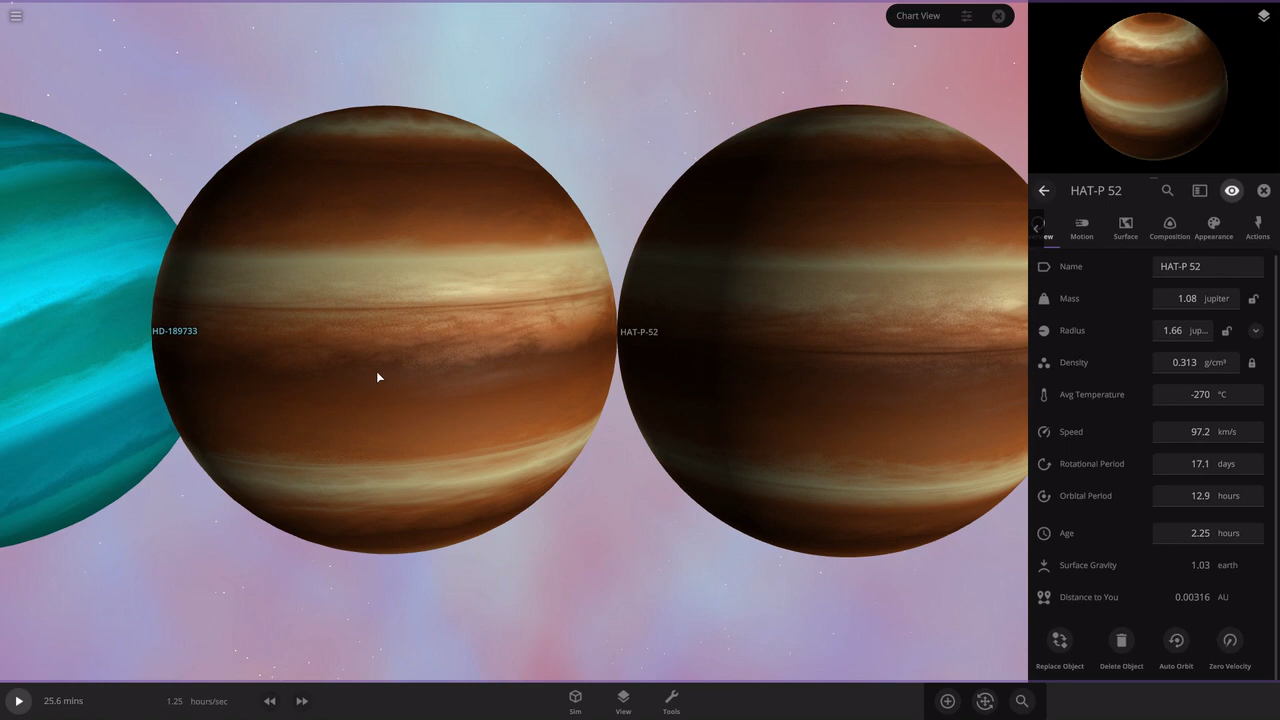 Chart View
HD-189733
HAT-P-52
HAT-P 52
Motion
Surface
Composition
Appearance
Actions
Name HAT-P 52
Mass 1.08 jupiter
Radius 1.66 jup...
Density 0.313 g/cm³
Avg Temperature -270 °C
Speed 97.2 km/s
Rotational Period 17.1 days
Orbital Period 12.9 hours
Age 2.25 hours
Surface Gravity 1.03 earth
Distance to You 0.00316 AU
Replace Object
Delete Object
Auto Orbit
Zero Velocity
25.6 mins
1.25 hours/sec
Sim
View
Tools